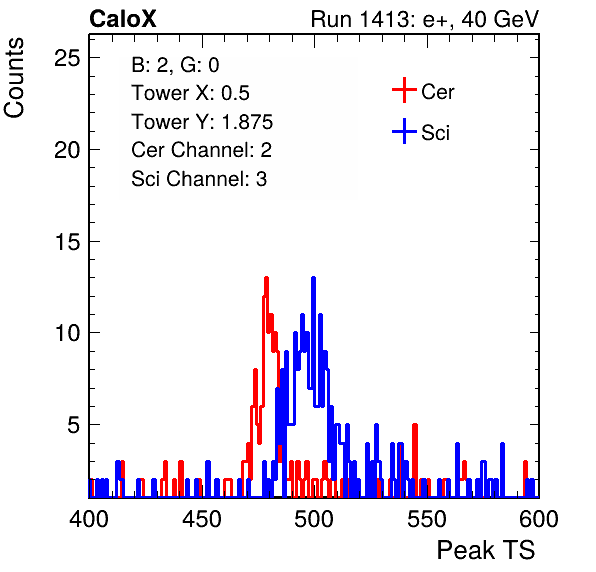 CaloX Run 1413: e+, 40 GeV
Counts
B: 2, G: 0
Tower X: 0.5
Tower Y: 1.875
Cer Channel: 2
Sci Channel: 3
Cer
Sci
25
20
15
10
5
400 450 500 550 600
Peak TS